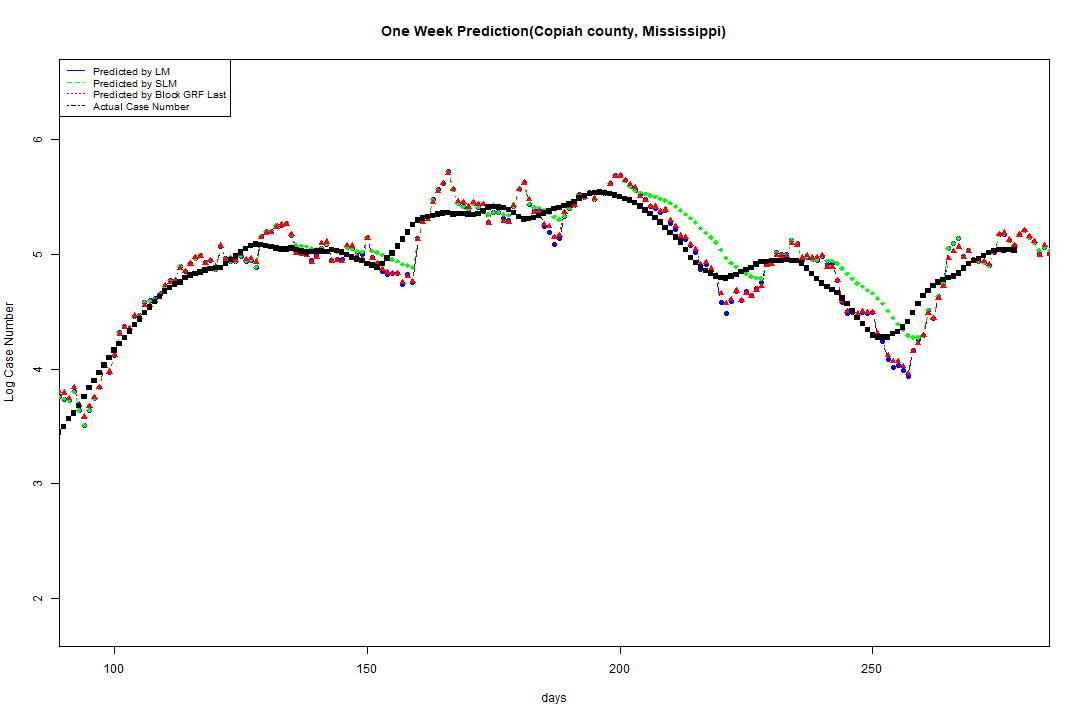 One Week Prediction(Copiah county, Mississippi)
Predicted by LM
Predicted by SLM
Predicted by Block GRF Last
Actual Case Number
6
5
4
3
2
Log Case Number
100 150 200 250
days